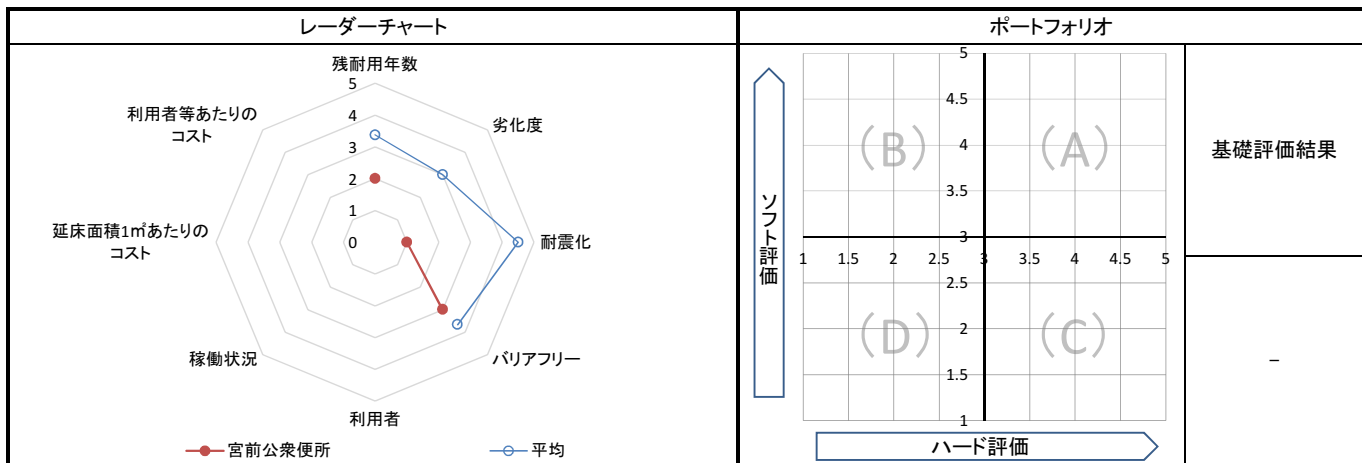 レーダーチャート
残耐用年数
5
4
3
2
1
0
劣化度
耐震化
バリアフリー
利用者
稼働状況
延床面積1㎡あたりの
コスト
利用者等あたりの
コスト
宮前公衆便所
平均
ポートフォリオ
ソフト評価
5
4.5
4
3.5
3
2.5
2
1.5
1
1 1.5 2 2.5 3 3.5 4 4.5 5
(B) (A)
(D) (C)
ハード評価
基礎評価結果
–